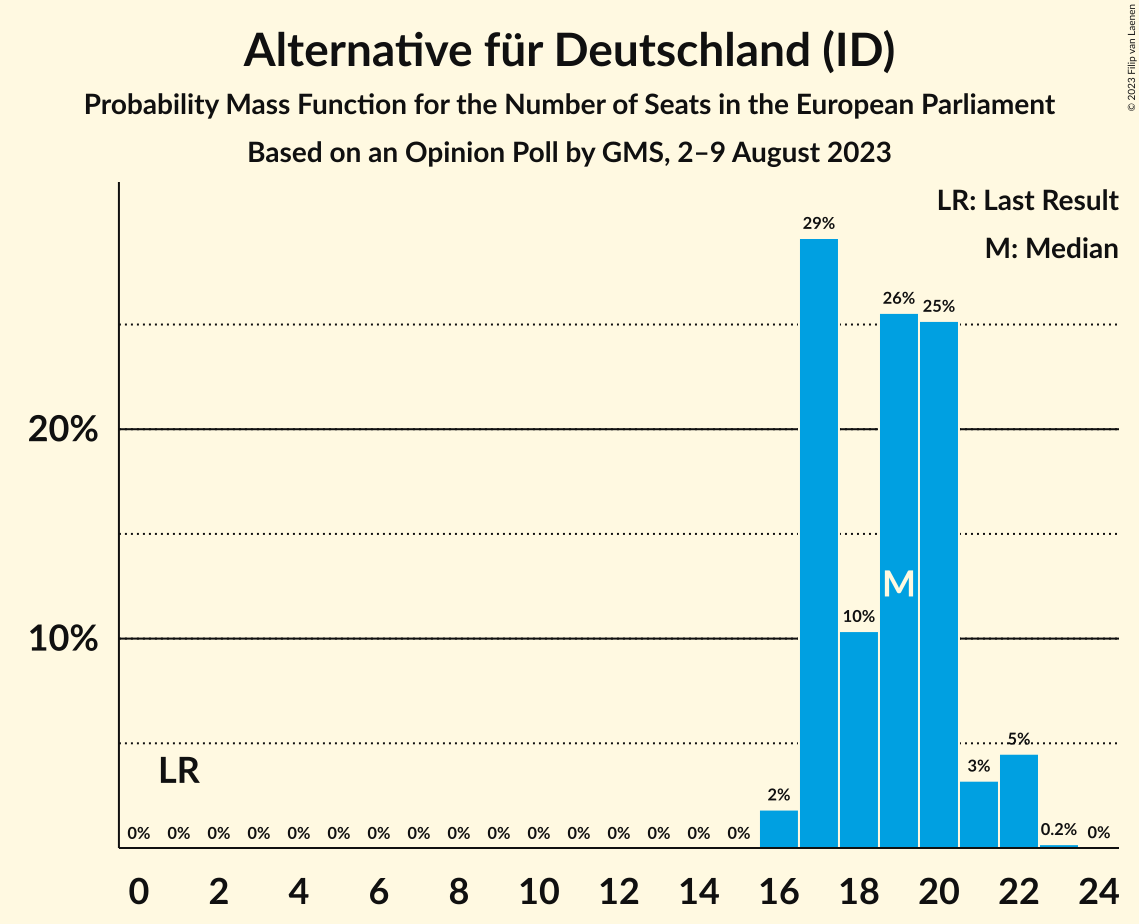 Alternative für Deutschland (ID)
Probability Mass Function for the Number of Seats in the European Parliament
Based on an Opinion Poll by GMS, 2–9 August 2023
© 2023 Filip van Laenen
LR: Last Result
M: Median
29%
26%
25%
20%
M
10%
10%
5%
3%
LR
2%
0% 0% 0% 0% 0% 0% 0% 0% 0% 0% 0% 0% 0% 0% 0% 0% 0.2% 0%
0 2 4 6 8 10 12 14 16 18 20 22 24